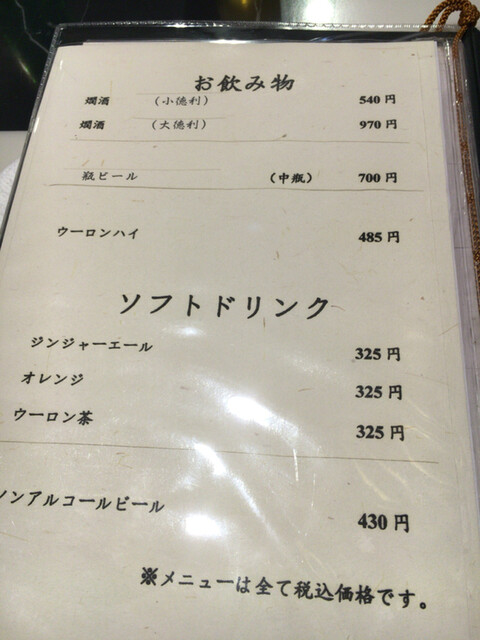 お飲み物
燗酒 (小徳利) 540円
燗酒 (大徳利) 970円
瓶ビール (中瓶) 700円
ウーロンハイ 485円
ソフトドリンク
ジンジャーエール 325円
オレンジ 325円
ウーロン茶 325円
ノンアルコールビール 430円
※メニューは全て税込価格です。